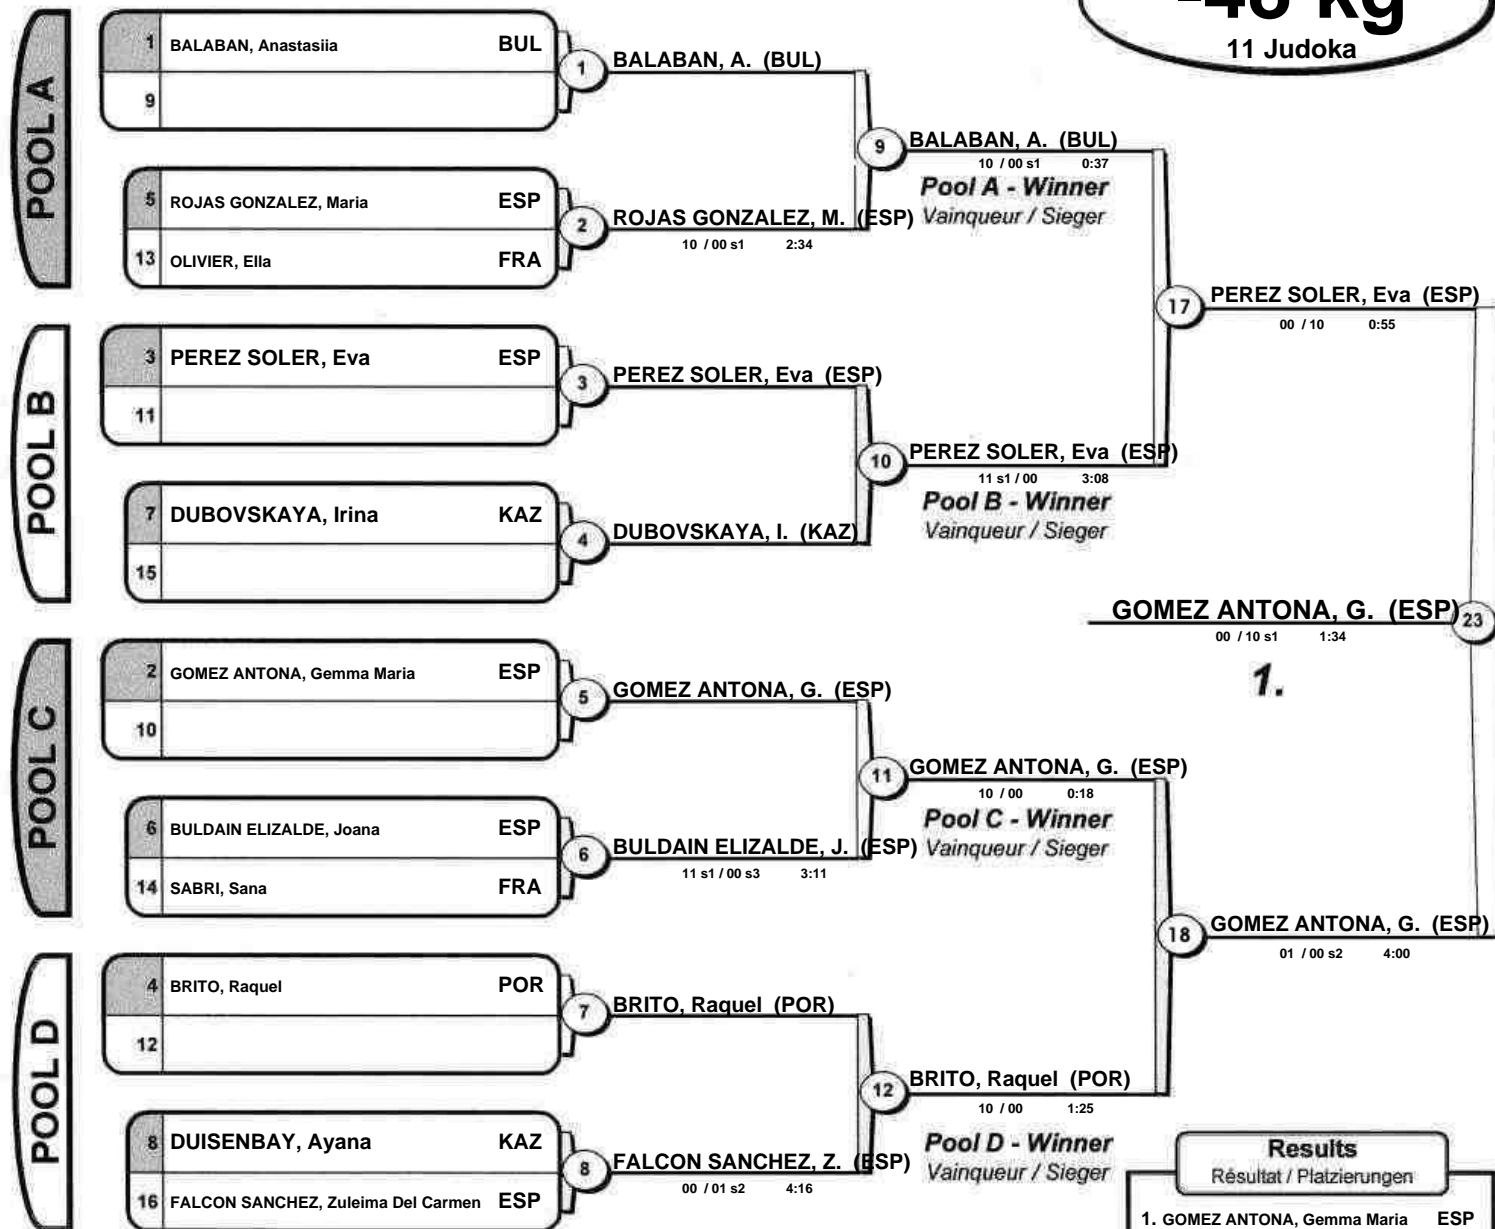 -48 kg
11 Judoka
POOL A
1 BALABAN, Anastasiia BUL
9
1 BALABAN, A. (BUL)
5 ROJAS GONZALEZ, Maria ESP
13 OLIVIER, Ella FRA
2 ROJAS GONZALEZ, M. (ESP)
10 / 00 s1 2:34
9 BALABAN, A. (BUL)
10 / 00 s1 0:37
Pool A - Winner
Vainqueur / Sieger
POOL B
3 PEREZ SOLER, Eva ESP
11
3 PEREZ SOLER, Eva (ESP)
7 DUBOVSKAYA, Irina KAZ
15
4 DUBOVSKAYA, I. (KAZ)
10 PEREZ SOLER, Eva (ESP)
11 s1 / 00 3:08
Pool B - Winner
Vainqueur / Sieger
17 PEREZ SOLER, Eva (ESP)
00 / 10 0:55
GOMEZ ANTONA, G. (ESP) 23
00 / 10 s1 1:34
1.
POOL C
2 GOMEZ ANTONA, Gemma Maria ESP
10
5 GOMEZ ANTONA, G. (ESP)
6 BULDAIN ELIZALDE, Joana ESP
14 SABRI, Sana FRA
6 BULDAIN ELIZALDE, J. (ESP)
11 s1 / 00 s3 3:11
11 GOMEZ ANTONA, G. (ESP)
10 / 00 0:18
Pool C - Winner
Vainqueur / Sieger
18 GOMEZ ANTONA, G. (ESP)
01 / 00 s2 4:00
POOL D
4 BRITO, Raquel POR
12
7 BRITO, Raquel (POR)
8 DUISENBAY, Ayana KAZ
16 FALCON SANCHEZ, Zuleima Del Carmen ESP
8 FALCON SANCHEZ, Z. (ESP)
00 / 01 s2 4:16
12 BRITO, Raquel (POR)
10 / 00 1:25
Pool D - Winner
Vainqueur / Sieger
Results
Résultat / Platzierungen
1. GOMEZ ANTONA, Gemma Maria ESP